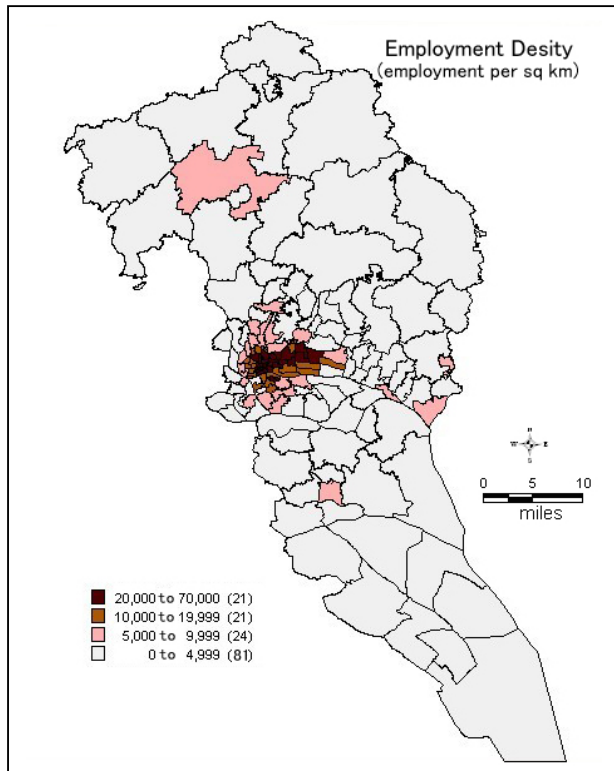 Employment Desity
(employment per sq km)
N
W E
S
0 5 10
miles
20,000 to 70,000 (21)
10,000 to 19,999 (21)
5,000 to 9,999 (24)
0 to 4,999 (81)